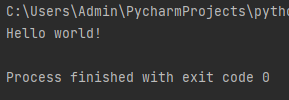 C:\Users\Admin\PycharmProjects\pytho
Hello world!
Process finished with exit code 0